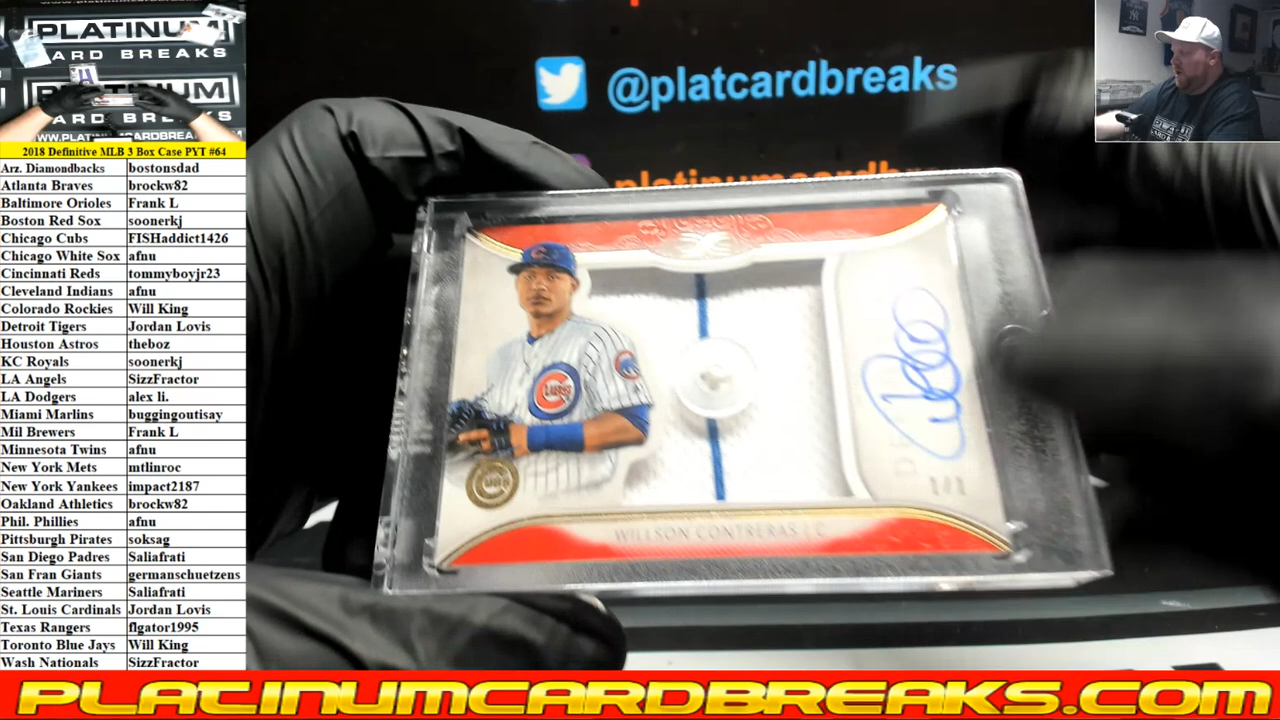 PLATINUM
CARD BREAKS
PLATINUM
CARD BREAKS
WWW.PLATINUMCARDBREAKS
2018 Definitive MLB 3 Box Case PYT #64
Arz. Diamondbacks bostonsdad
Atlanta Braves brockw82
Baltimore Orioles Frank L
Boston Red Sox soonerkj
Chicago Cubs FISHaddict1426
Chicago White Sox afnu
Cincinnati Reds tommyboyjr23
Cleveland Indians afnu
Colorado Rockies Will King
Detroit Tigers Jordan Lovis
Houston Astros theboz
KC Royals soonerkj
LA Angels SizzFractor
LA Dodgers alex li.
Miami Marlins buggingoutisay
Mil Brewers Frank L
Minnesota Twins afnu
New York Mets mtlinroc
New York Yankees impact2187
Oakland Athletics brockw82
Phil. Phillies afnu
Pittsburgh Pirates soksag
San Diego Padres Saliafrati
San Fran Giants germanschuetzens
Seattle Mariners Saliafrati
St. Louis Cardinals Jordan Lovis
Texas Rangers flgator1995
Toronto Blue Jays Will King
Wash Nationals SizzFractor
@platcardbreaks
platinumcardbr
CUBS
WILLSON CONTRERAS | C
1/1
PLATINUMCARDBREAKS.COM